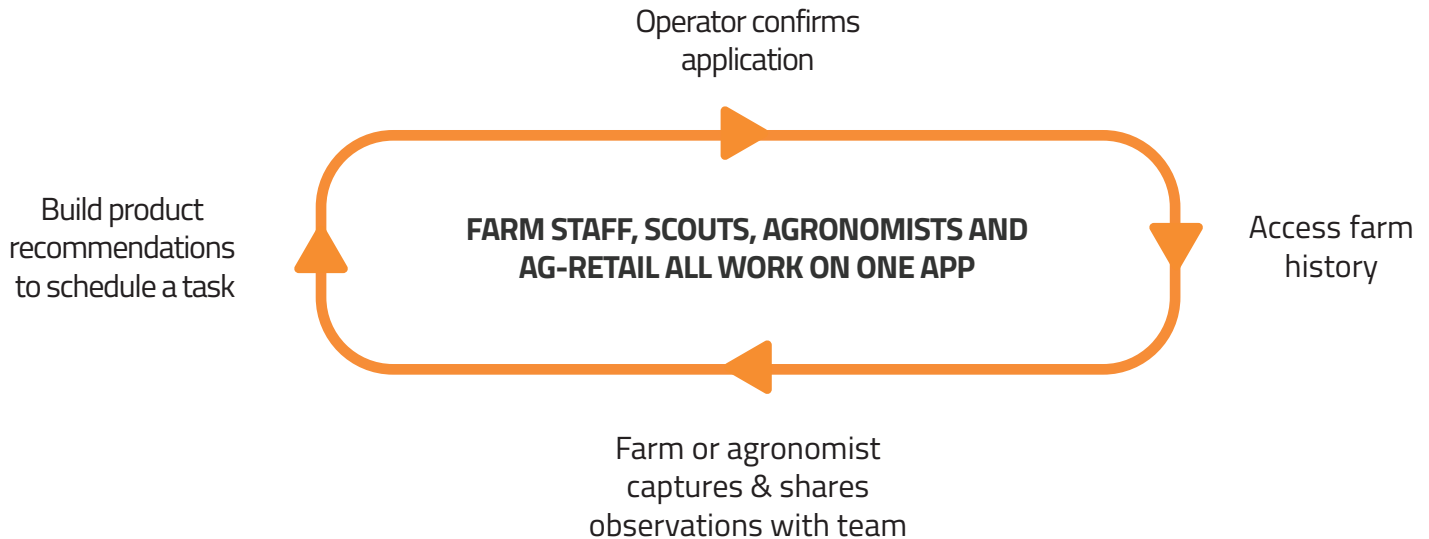 Operator confirms
application
Build product
recommendations
to schedule a task
FARM STAFF, SCOUTS, AGRONOMISTS AND
AG-RETAIL ALL WORK ON ONE APP
Access farm
history
Farm or agronomist
captures & shares
observations with team